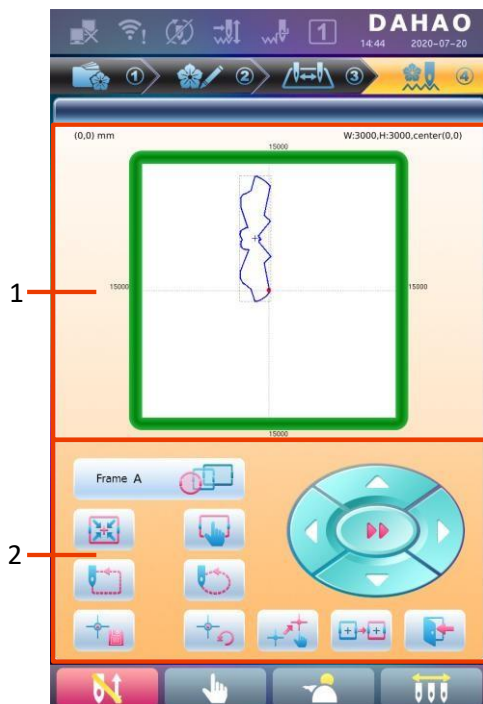 1
DAHAO
14:44 2020-07-20
① ② ③ ④
(0,0) mm W:3000,H:3000,center(0,0)
15000
1 15000 15000
15000
Frame A
2